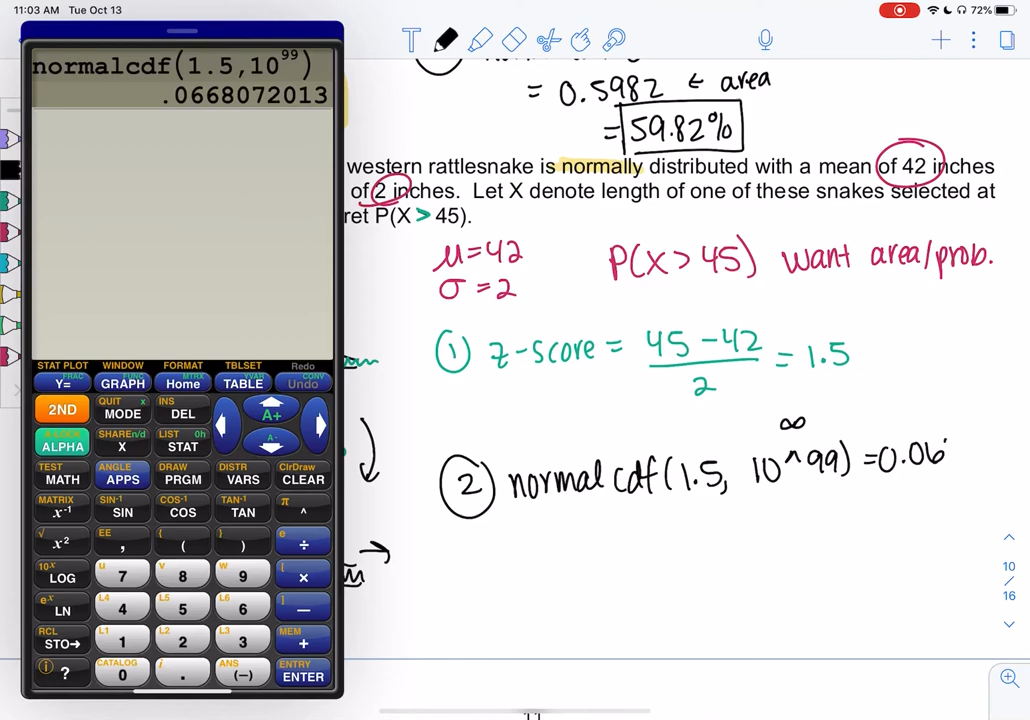 11:03 AM Tue Oct 13
72%
normalcdf(1.5,10^99)
.0668072013
= 0.5982 ← area
= 59.82%
western rattlesnake is normally distributed with a mean of 42 inches
of 2 inches. Let X denote length of one of these snakes selected at
ret P(X > 45).
μ=42
σ=2
P(X > 45) want area/prob.
① z-score = 45-42/2 = 1.5
∞
② normalcdf(1.5, 10^99) =0.06
10
/
16
STAT PLOT WINDOW FORMAT TBLSET Redo
Y= GRAPH Home TABLE Undo
QUIT x INS
2ND MODE DEL A+
SHARE n/d LIST 0h
ALPHA X STAT A-
TEST ANGLE DRAW DISTR ClrDraw
MATH APPS PRGM VARS CLEAR
MATRIX SIN-1 COS-1 TAN-1 π
x-1 SIN COS TAN ^
√ EE { } e
x² , ( ) ÷
10x u v w [
LOG 7 8 9 ×
ex L4 L5 L6 ]
LN 4 5 6 −
RCL L1 L2 L3 MEM
STO→ 1 2 3 +
CATALOG i ANS ENTRY
? 0 . (−) ENTER